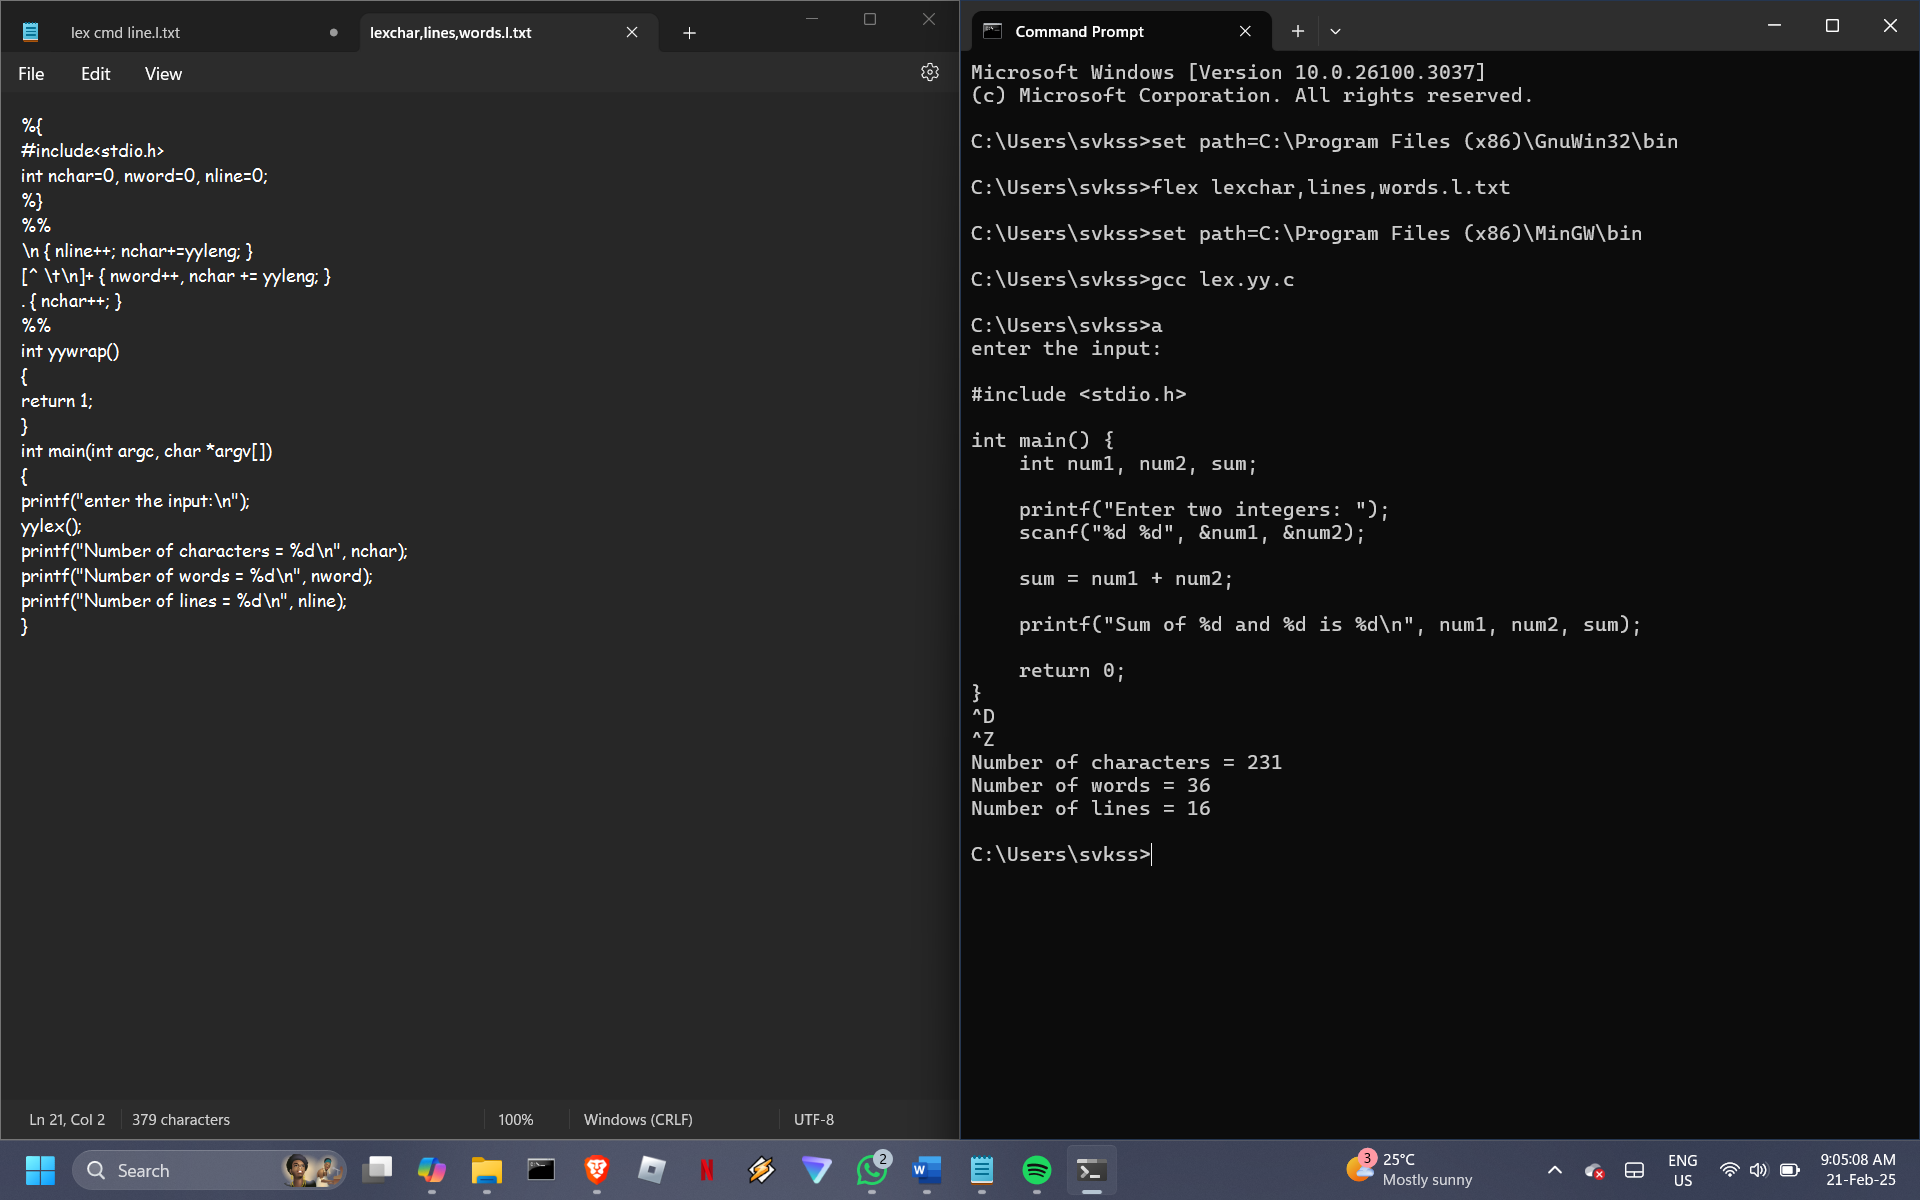 lex cmd line.l.txt
lexchar,lines,words.l.txt
File Edit View
%{
#include<stdio.h>
int nchar=0, nword=0, nline=0;
%}
%%
\n { nline++; nchar+=yyleng; }
[^ \t\n]+ { nword++, nchar += yyleng; }
. { nchar++; }
%%
int yywrap()
{
return 1;
}
int main(int argc, char *argv[])
{
printf("enter the input:\n");
yylex();
printf("Number of characters = %d\n", nchar);
printf("Number of words = %d\n", nword);
printf("Number of lines = %d\n", nline);
}
Ln 21, Col 2 379 characters 100% Windows (CRLF) UTF-8
Command Prompt
Microsoft Windows [Version 10.0.26100.3037]
(c) Microsoft Corporation. All rights reserved.
C:\Users\svkss>set path=C:\Program Files (x86)\GnuWin32\bin
C:\Users\svkss>flex lexchar,lines,words.l.txt
C:\Users\svkss>set path=C:\Program Files (x86)\MinGW\bin
C:\Users\svkss>gcc lex.yy.c
C:\Users\svkss>a
enter the input:
#include <stdio.h>
int main() {
    int num1, num2, sum;
    printf("Enter two integers: ");
    scanf("%d %d", &num1, &num2);
    sum = num1 + num2;
    printf("Sum of %d and %d is %d\n", num1, num2, sum);
    return 0;
}
^D
^Z
Number of characters = 231
Number of words = 36
Number of lines = 16
C:\Users\svkss>
Search
2
W
3
25°C
Mostly sunny
ENG
US
9:05:08 AM
21-Feb-25